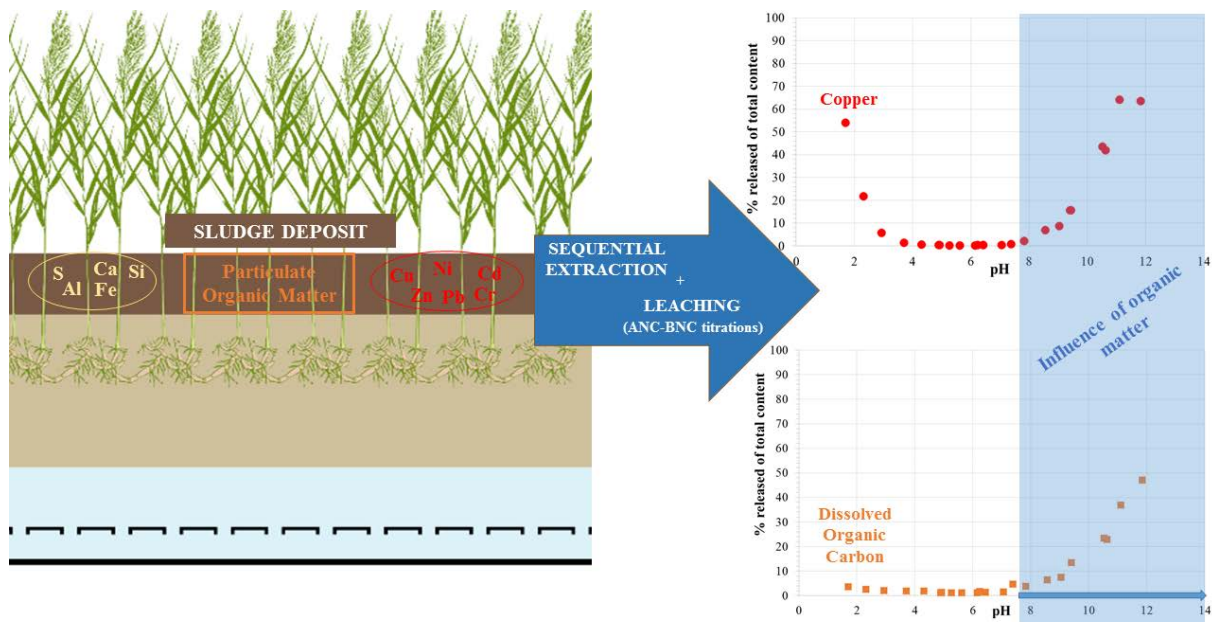 SLUDGE DEPOSIT
S Ca Si
Al Fe
Particulate
Organic Matter
Cu Ni Cd
Zn Pb Cr
SEQUENTIAL
EXTRACTION
+
LEACHING
(ANC-BNC titrations)
% released of total content
100
90
80
70
60
50
40
30
20
10
0
Copper
0 2 4 6 8 10 12 14
pH
Influence of organic
matter
% released of total content
100
90
80
70
60
50
40
30
20
10
0
Dissolved
Organic
Carbon
0 2 4 6 8 10 12 14
pH